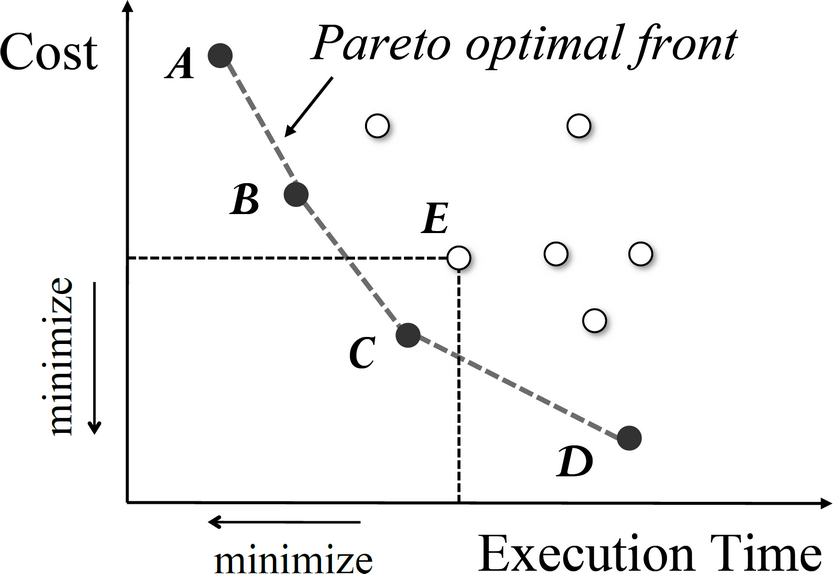 Pareto optimal front
Cost
A
B
E
C
D
minimize
minimize
Execution Time